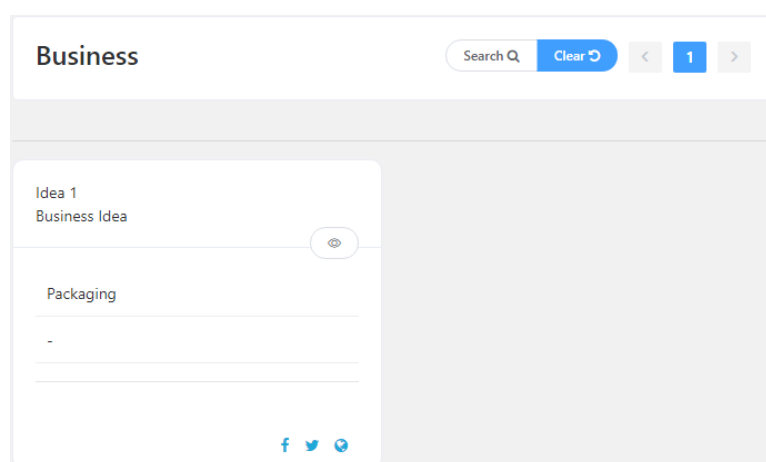 Business
Search
Clear
1
Idea 1
Business Idea
Packaging
-